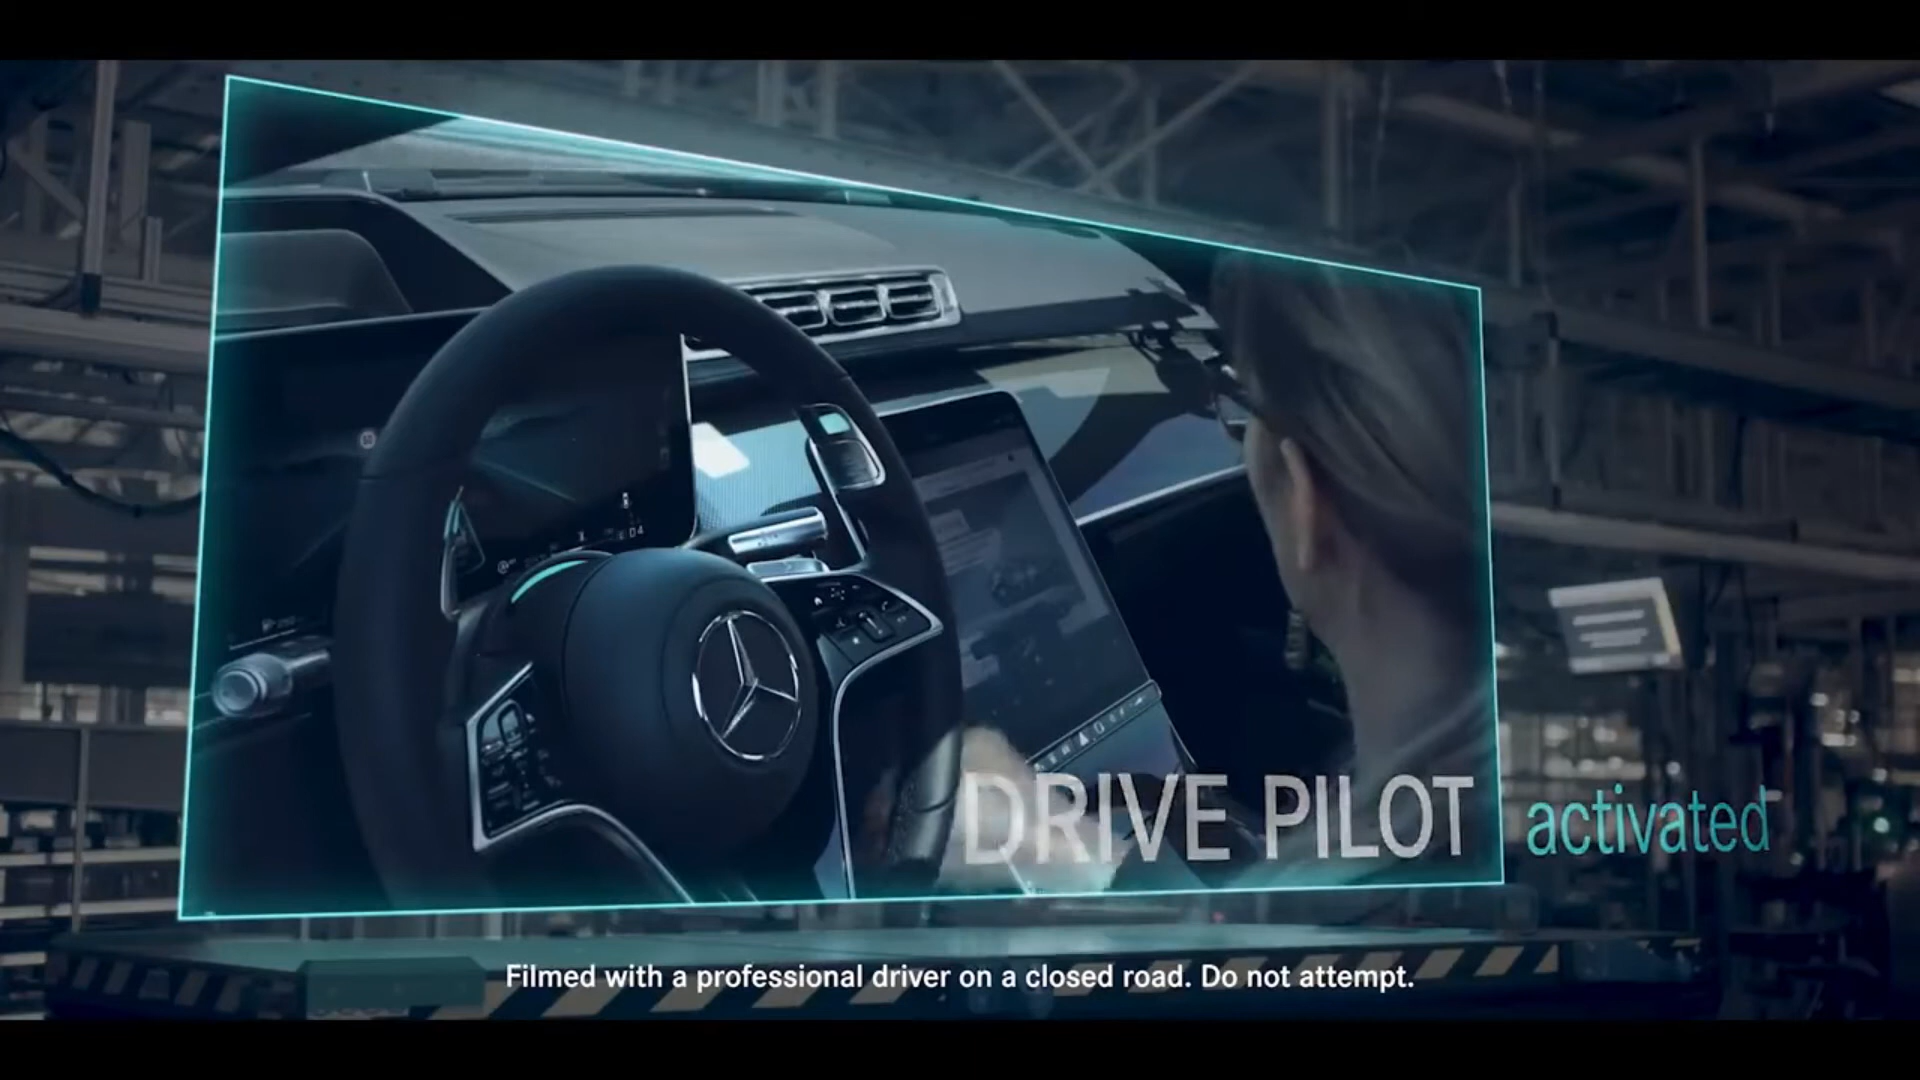 DRIVE PILOT activated
Filmed with a professional driver on a closed road. Do not attempt.